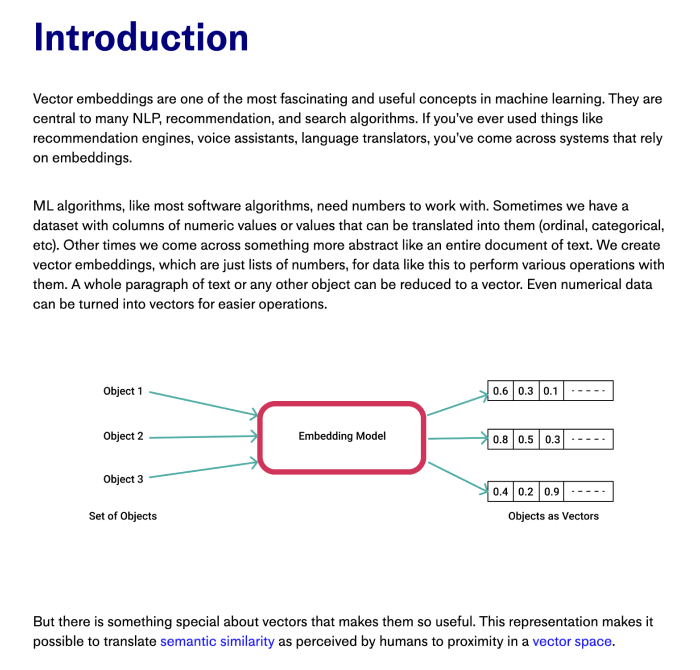 Introduction
Vector embeddings are one of the most fascinating and useful concepts in machine learning. They are
central to many NLP, recommendation, and search algorithms. If you've ever used things like
recommendation engines, voice assistants, language translators, you've come across systems that rely
on embeddings.
ML algorithms, like most software algorithms, need numbers to work with. Sometimes we have a
dataset with columns of numeric values or values that can be translated into them (ordinal, categorical,
etc). Other times we come across something more abstract like an entire document of text. We create
vector embeddings, which are just lists of numbers, for data like this to perform various operations with
them. A whole paragraph of text or any other object can be reduced to a vector. Even numerical data
can be turned into vectors for easier operations.
Object 1
0.6 0.3 0.1 -----
Object 2
Embedding Model
0.8 0.5 0.3 -----
Object 3
0.4 0.2 0.9 -----
Set of Objects
Objects as Vectors
But there is something special about vectors that makes them so useful. This representation makes it
possible to translate semantic similarity as perceived by humans to proximity in a vector space.